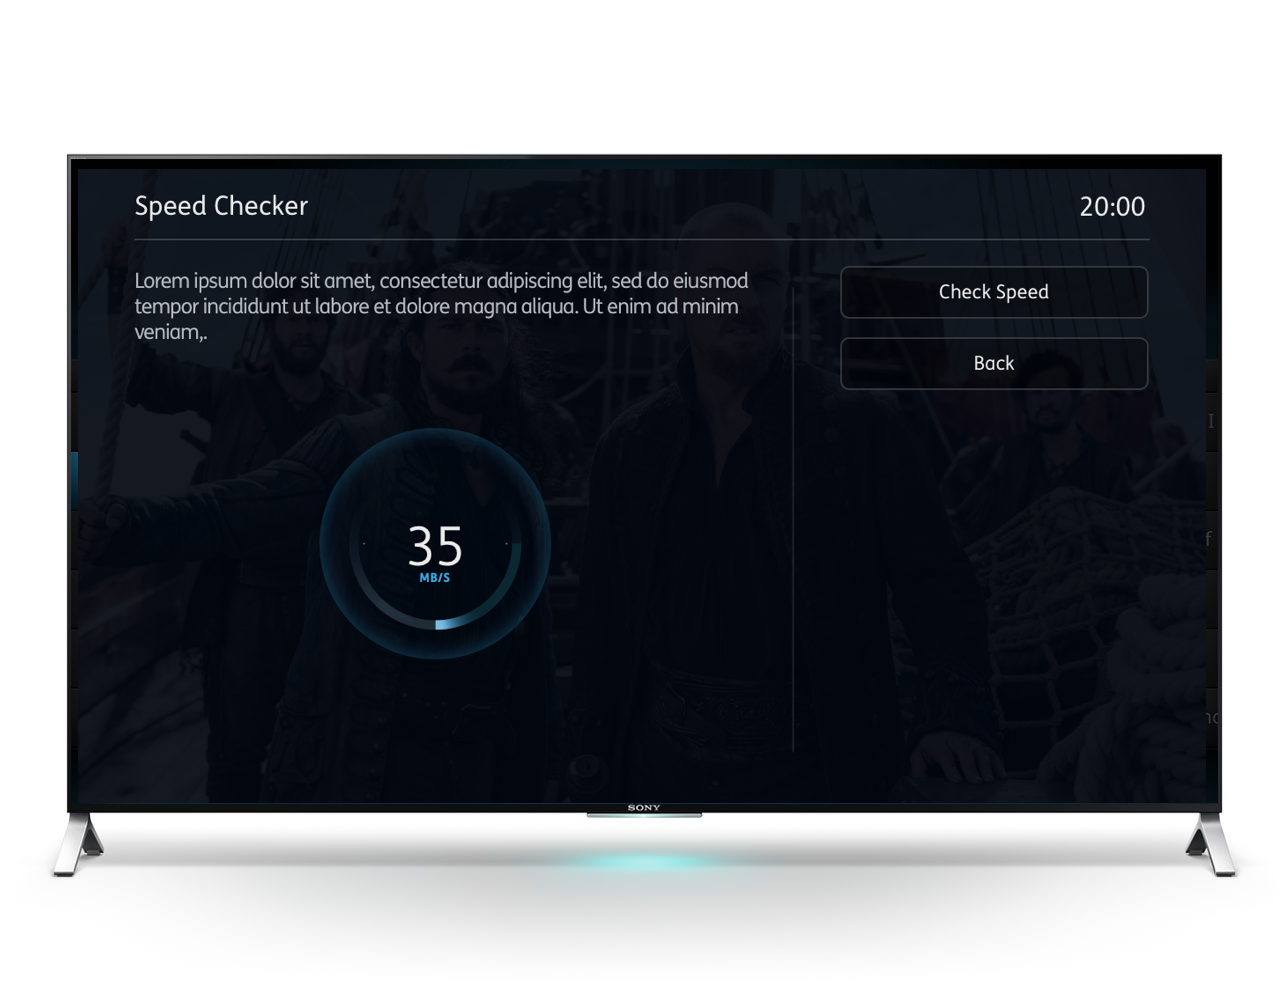 Speed Checker
20:00
Lorem ipsum dolor sit amet, consectetur adipiscing elit, sed do eiusmod
tempor incididunt ut labore et dolore magna aliqua. Ut enim ad minim
veniam,.
Check Speed
Back
35
MB/S
I
f
SONY